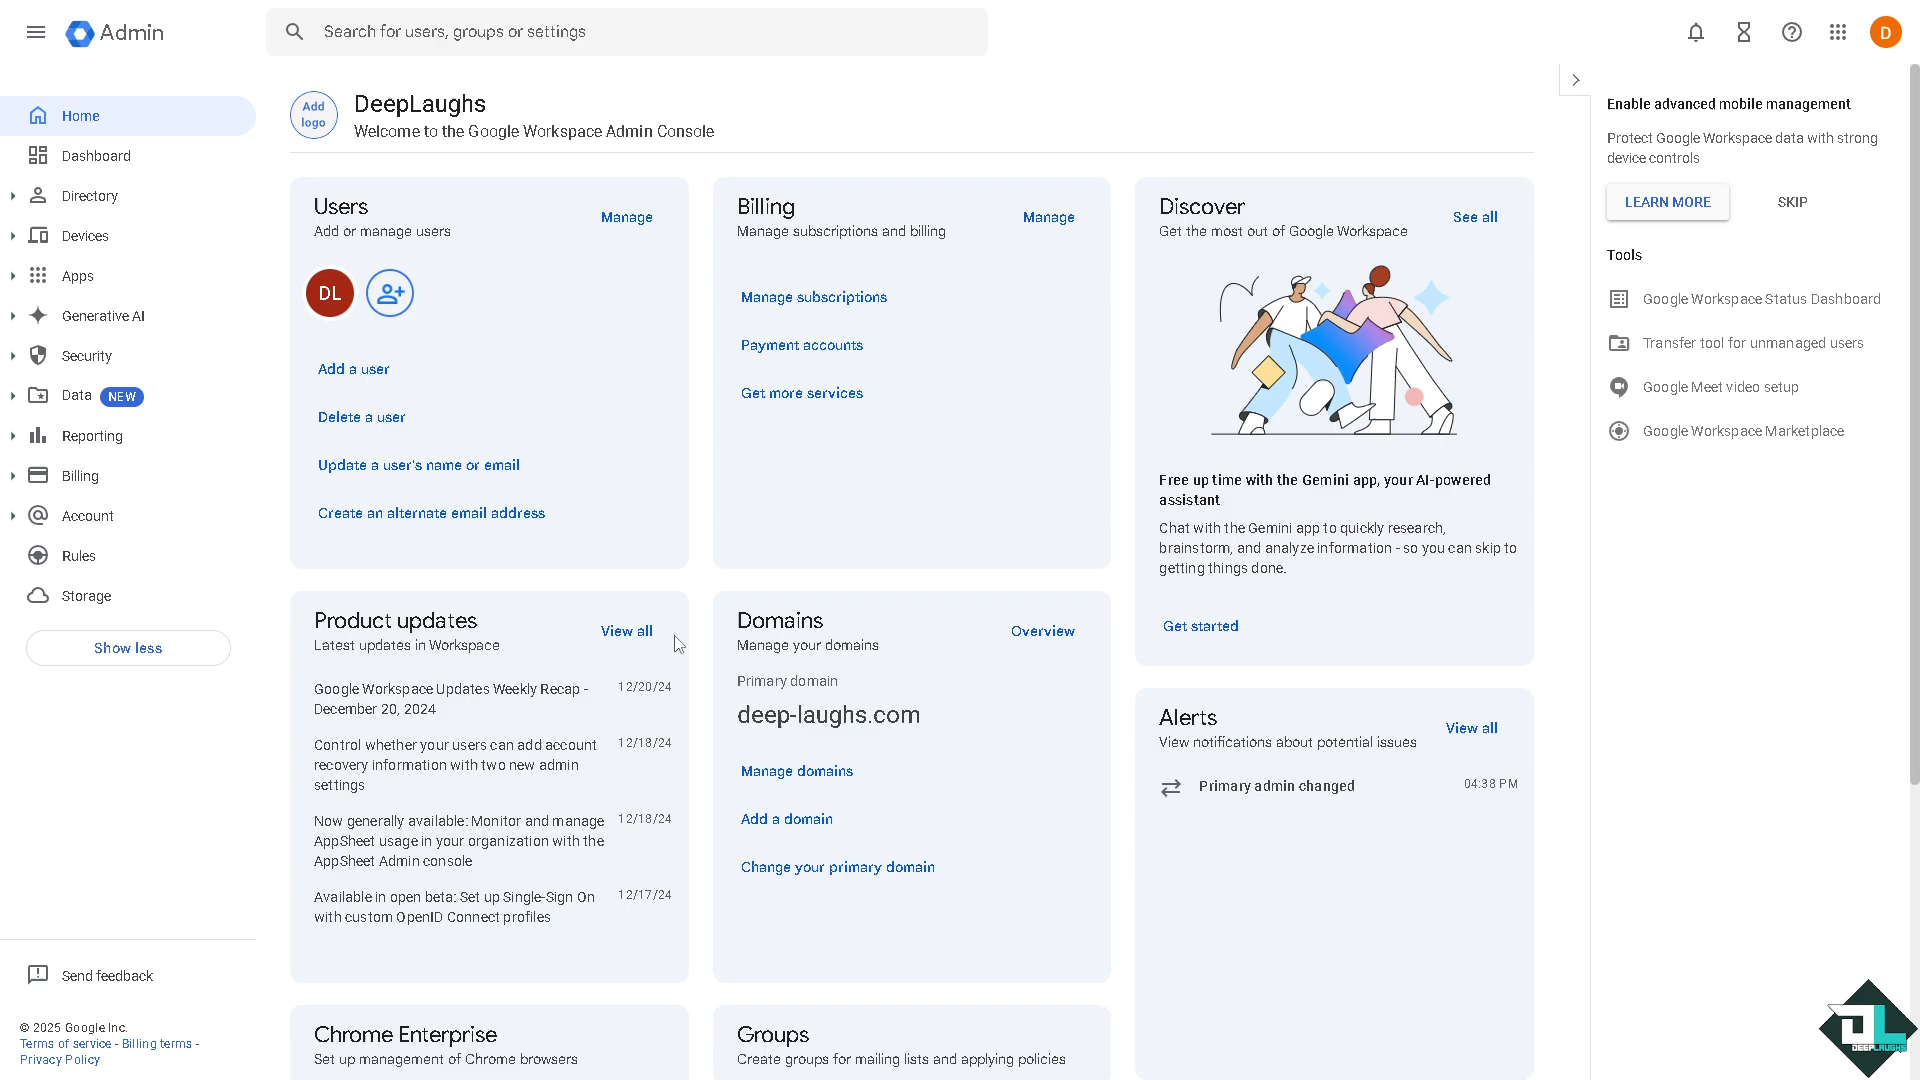 Admin
Search for users, groups or settings
D
Home
Dashboard
Directory
Devices
Apps
Generative AI
Security
Data NEW
Reporting
Billing
Account
Rules
Storage
Show less
Send feedback
© 2025 Google Inc.
Terms of service - Billing terms -
Privacy Policy
Add
logo
DeepLaughs
Welcome to the Google Workspace Admin Console
Users
Manage
Add or manage users
DL
Add a user
Delete a user
Update a user's name or email
Create an alternate email address
Billing
Manage
Manage subscriptions and billing
Manage subscriptions
Payment accounts
Get more services
Discover
See all
Get the most out of Google Workspace
Free up time with the Gemini app, your AI-powered
assistant
Chat with the Gemini app to quickly research,
brainstorm, and analyze information - so you can skip to
getting things done.
Get started
Product updates
View all
Latest updates in Workspace
Google Workspace Updates Weekly Recap - 12/20/24
December 20, 2024
Control whether your users can add account 12/18/24
recovery information with two new admin
settings
Now generally available: Monitor and manage 12/18/24
AppSheet usage in your organization with the
AppSheet Admin console
Available in open beta: Set up Single-Sign On 12/17/24
with custom OpenID Connect profiles
Domains
Overview
Manage your domains
Primary domain
deep-laughs.com
Manage domains
Add a domain
Change your primary domain
Alerts
View all
View notifications about potential issues
Primary admin changed 04:38 PM
Chrome Enterprise
Set up management of Chrome browsers
Groups
Create groups for mailing lists and applying policies
Enable advanced mobile management
Protect Google Workspace data with strong
device controls
LEARN MORE SKIP
Tools
Google Workspace Status Dashboard
Transfer tool for unmanaged users
Google Meet video setup
Google Workspace Marketplace
DL
DEEPLAUGHS